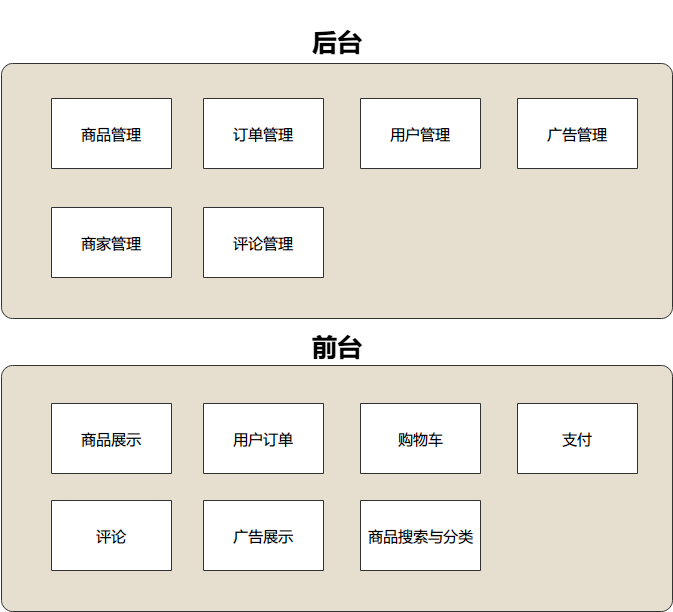 后台
商品管理
订单管理
用户管理
广告管理
商家管理
评论管理
前台
商品展示
用户订单
购物车
支付
评论
广告展示
商品搜索与分类